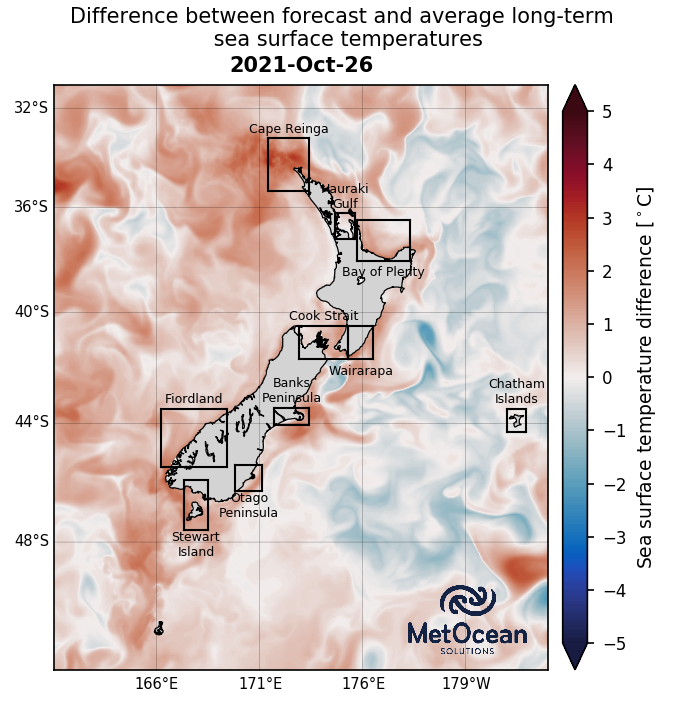 Difference between forecast and average long-term
sea surface temperatures
2021-Oct-26
32°S
36°S
40°S
44°S
48°S
166°E
171°E
176°E
179°W
Cape Reinga
Hauraki
Gulf
Bay of Plenty
Cook Strait
Wairarapa
Banks
Peninsula
Fiordland
Chatham
Islands
Otago
Peninsula
Stewart
Island
MetOcean
SOLUTIONS
5
4
3
2
1
0
−1
−2
−3
−4
−5
Sea surface temperature difference [°C]